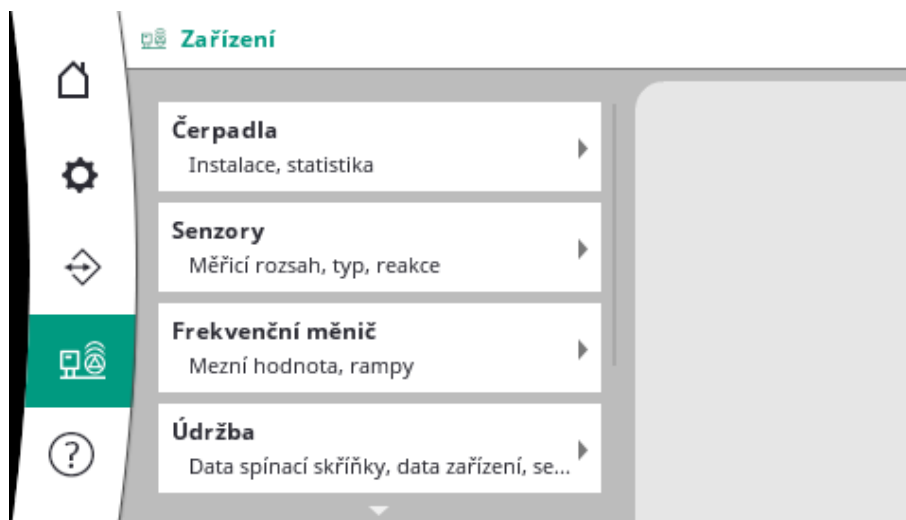 Zařízení
Čerpadla
Instalace, statistika
Senzory
Měřicí rozsah, typ, reakce
Frekvenční měnič
Mezní hodnota, rampy
Údržba
Data spínací skříňky, data zařízení, se...
?